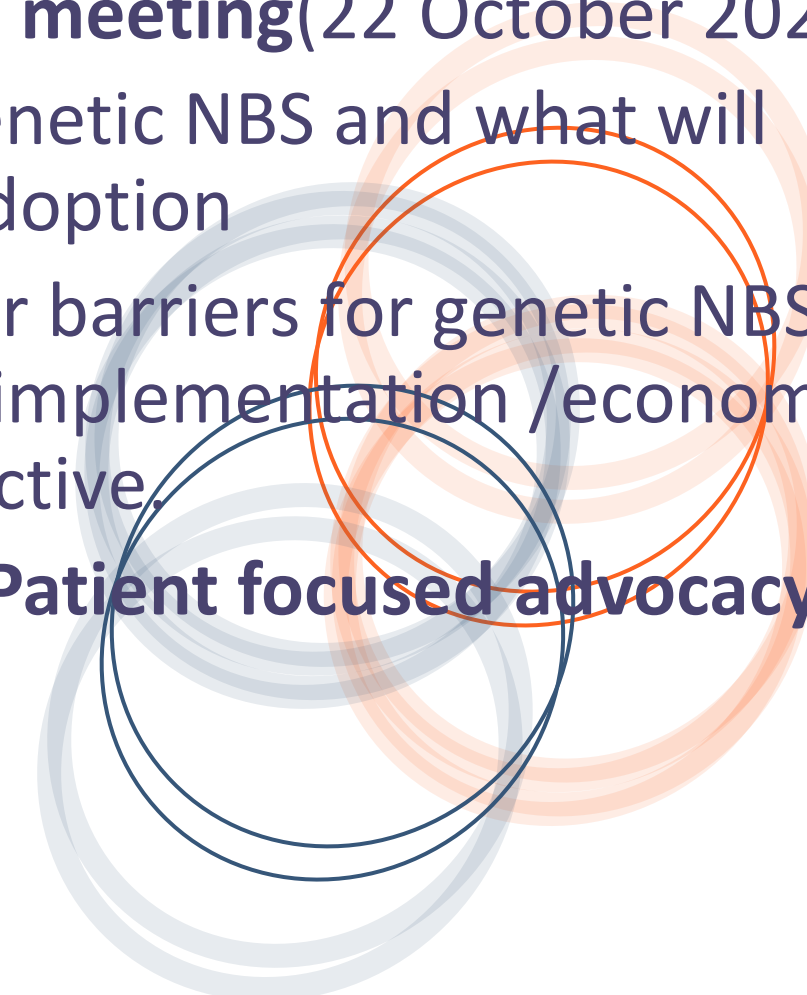 meeting(22 October 202
enetic NBS and what will
doption
r barriers for genetic NBS
implementation /econom
ctive.
Patient focused advocacy